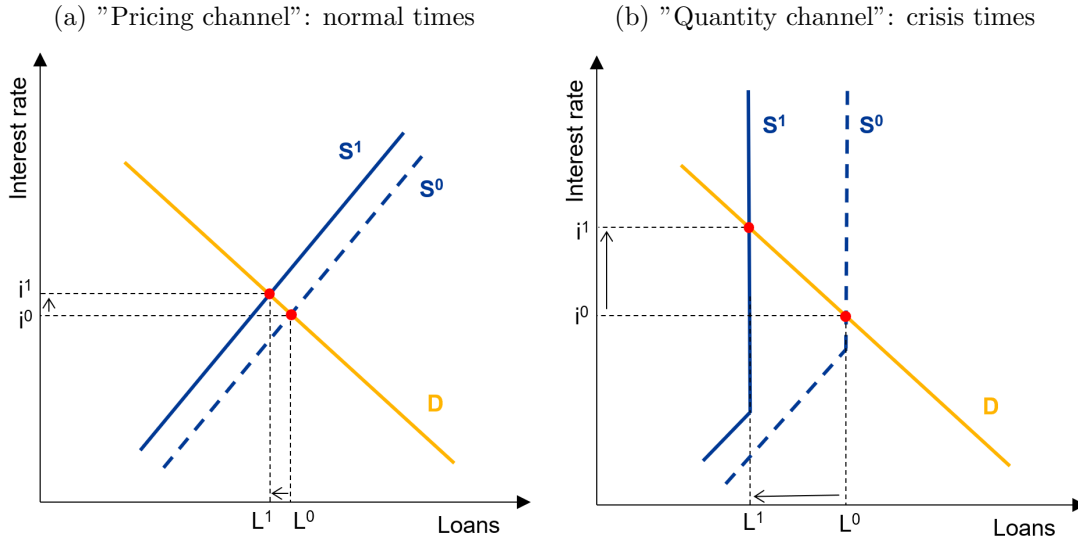 (a) ”Pricing channel”: normal times
Interest rate
S¹
S⁰
i¹
i⁰
D
L¹
L⁰
Loans
(b) ”Quantity channel”: crisis times
Interest rate
S¹
S⁰
i¹
i⁰
D
L¹
L⁰
Loans